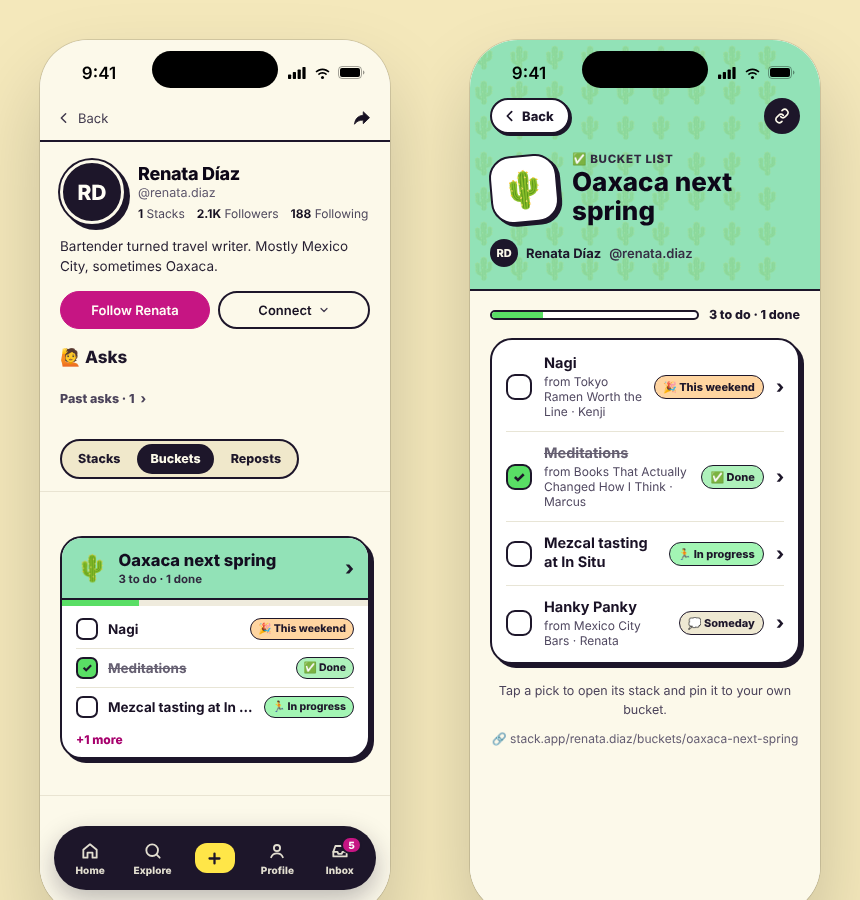 9:41
Back
RD
Renata Díaz
@renata.diaz
1 Stacks 2.1K Followers 188 Following
Bartender turned travel writer. Mostly Mexico
City, sometimes Oaxaca.
Follow Renata
Connect
🙋 Asks
Past asks · 1 ›
Stacks
Buckets
Reposts
🌵
Oaxaca next spring
3 to do · 1 done
›
Nagi
🎉 This weekend
Meditations
✅ Done
Mezcal tasting at In ...
🏃 In progress
+1 more
Home
Explore
+
Profile
5
Inbox
9:41
Back
🌵
✅ BUCKET LIST
Oaxaca next
spring
RD
Renata Díaz @renata.diaz
3 to do · 1 done
Nagi
from Tokyo
Ramen Worth the
Line · Kenji
🎉 This weekend
›
Meditations
from Books That Actually
Changed How I Think ·
Marcus
✅ Done
›
Mezcal tasting
at In Situ
🏃 In progress
›
Hanky Panky
from Mexico City
Bars · Renata
💭 Someday
›
Tap a pick to open its stack and pin it to your own
bucket.
🔗 stack.app/renata.diaz/buckets/oaxaca-next-spring